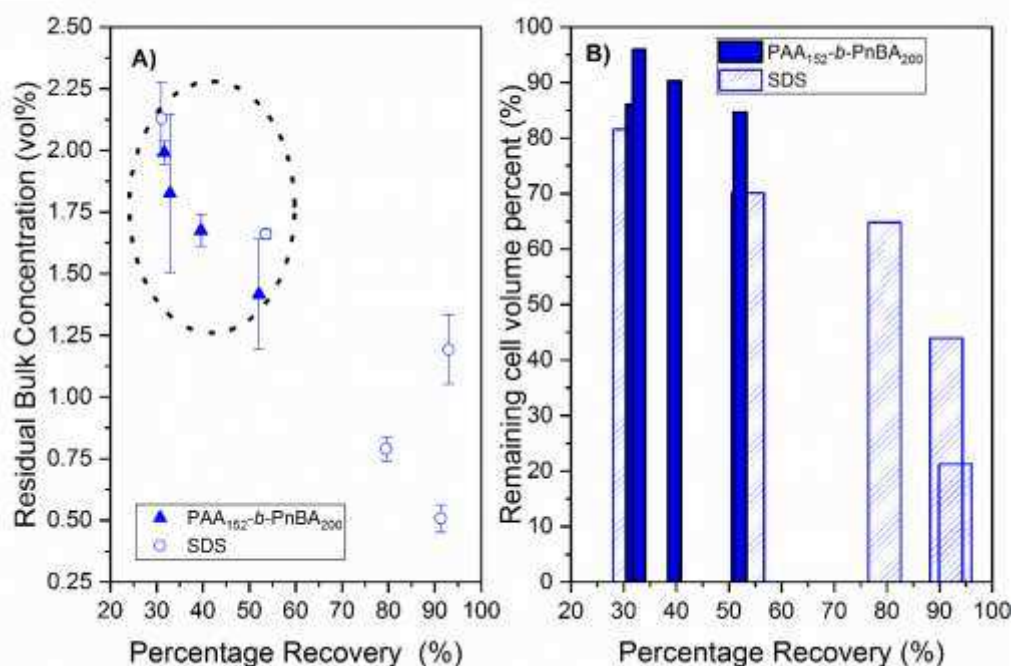 A)
Residual Bulk Concentration (vol%)
2.50
2.25
2.00
1.75
1.50
1.25
1.00
0.75
0.50
0.25
PAA152-b-PnBA200
SDS
20 30 40 50 60 70 80 90 100
Percentage Recovery (%)
B)
Remaining cell volume percent (%)
100
90
80
70
60
50
40
30
20
10
0
PAA152-b-PnBA200
SDS
20 30 40 50 60 70 80 90 100
Percentage Recovery (%)